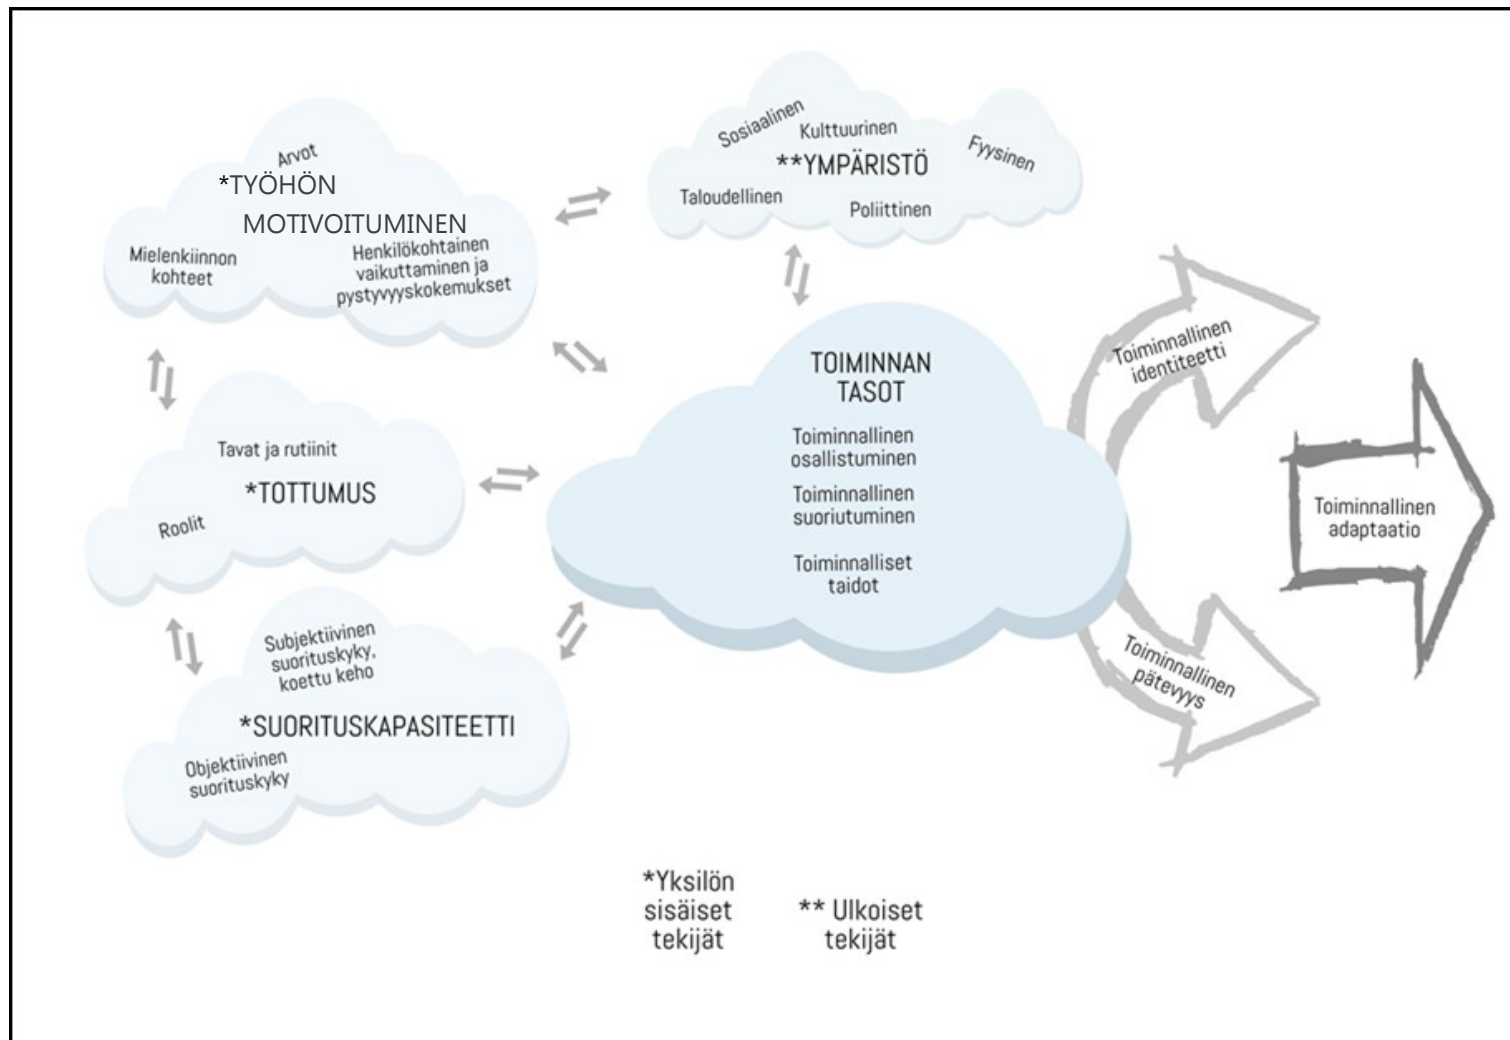 Arvot
*TYÖHÖN
MOTIVOITUMINEN
Mielenkiinnon
kohteet
Henkilökohtainen
vaikuttaminen ja
pystyvyyskokemukset
Sosiaalinen
Kulttuurinen
Fyysinen
**YMPÄRISTÖ
Taloudellinen
Poliittinen
Tavat ja rutiinit
*TOTTUMUS
Roolit
Subjektiivinen
suorituskyky,
koettu keho
*SUORITUSKAPASITEETTI
Objektiivinen
suorituskyky
TOIMINNAN
TASOT
Toiminnallinen
osallistuminen
Toiminnallinen
suoriutuminen
Toiminnalliset
taidot
Toiminnallinen
identiteetti
Toiminnallinen
pätevyys
Toiminnallinen
adaptaatio
*Yksilön
sisäiset
tekijät
** Ulkoiset
tekijät